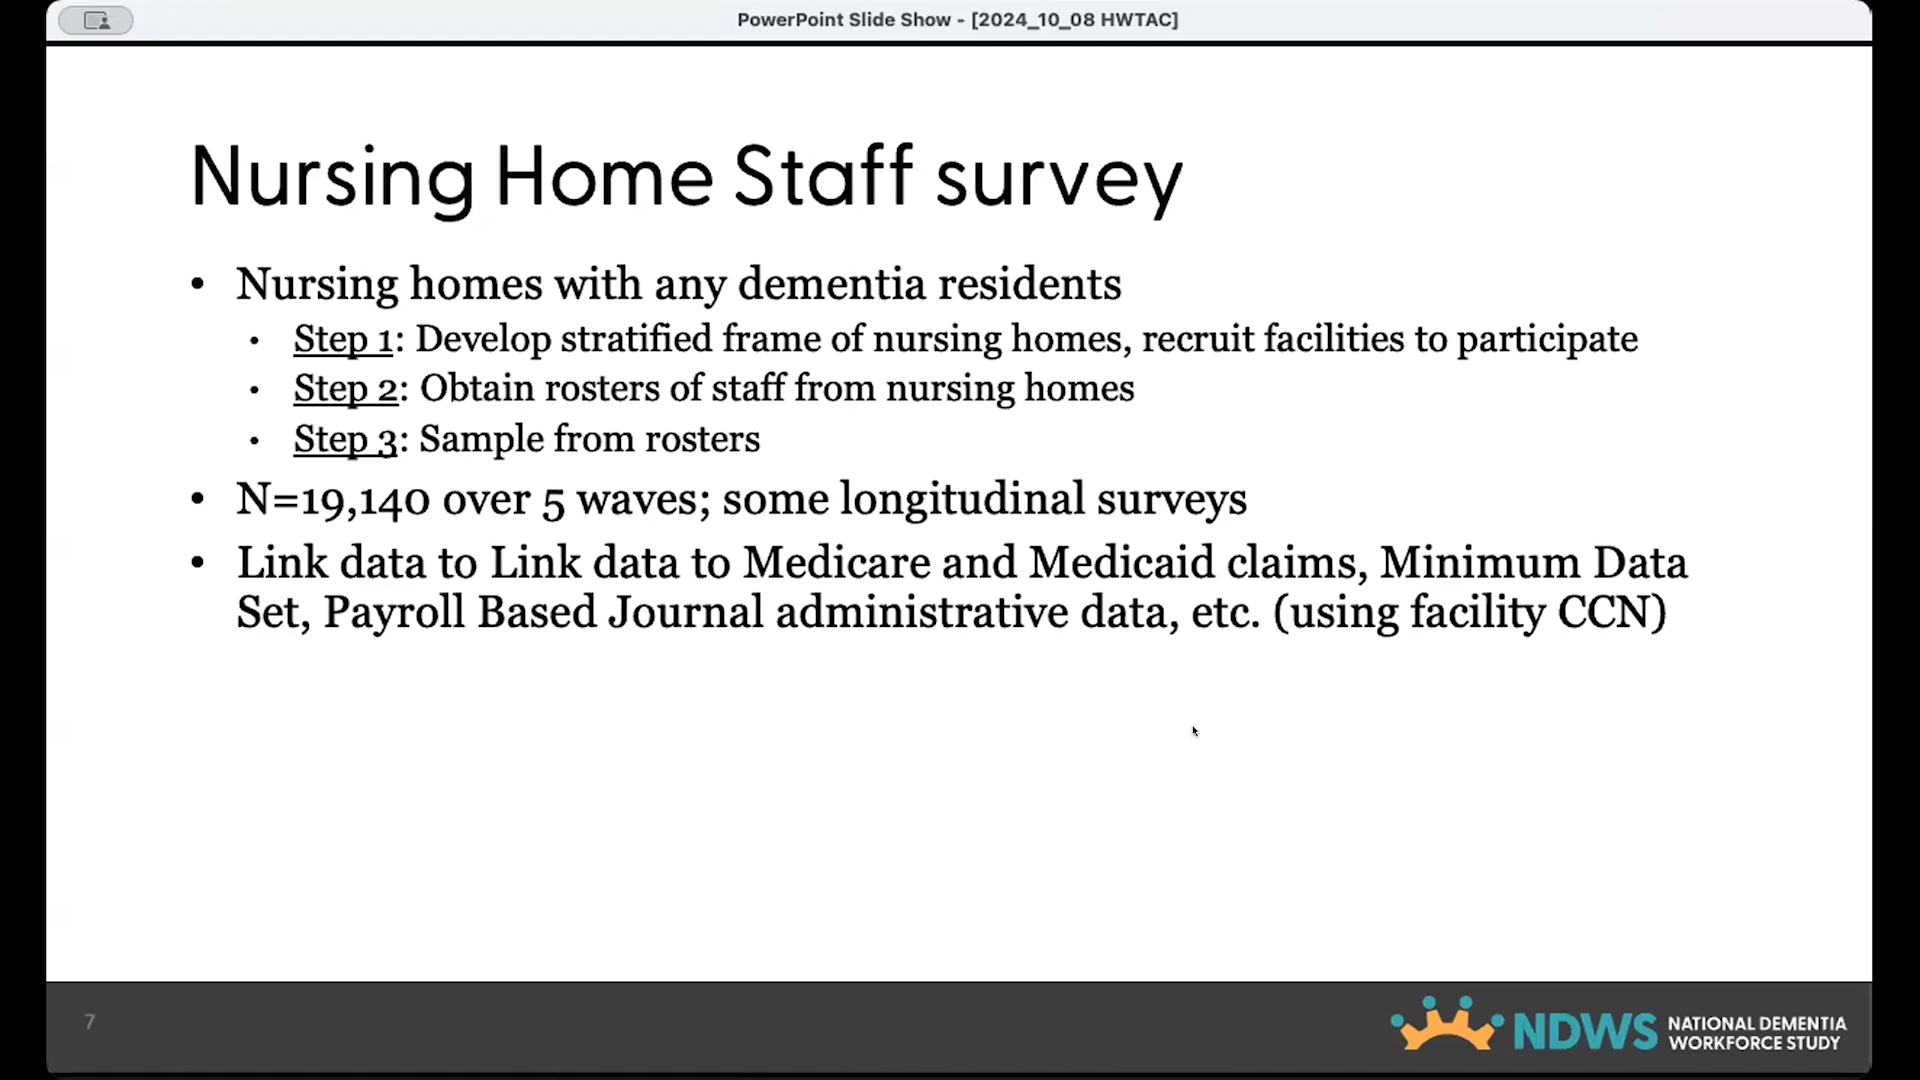 PowerPoint Slide Show - [2024_10_08 HWTAC]
Nursing Home Staff survey
• Nursing homes with any dementia residents
• Step 1: Develop stratified frame of nursing homes, recruit facilities to participate
• Step 2: Obtain rosters of staff from nursing homes
• Step 3: Sample from rosters
• N=19,140 over 5 waves; some longitudinal surveys
• Link data to Link data to Medicare and Medicaid claims, Minimum Data
Set, Payroll Based Journal administrative data, etc. (using facility CCN)
7
NDWS NATIONAL DEMENTIA
WORKFORCE STUDY